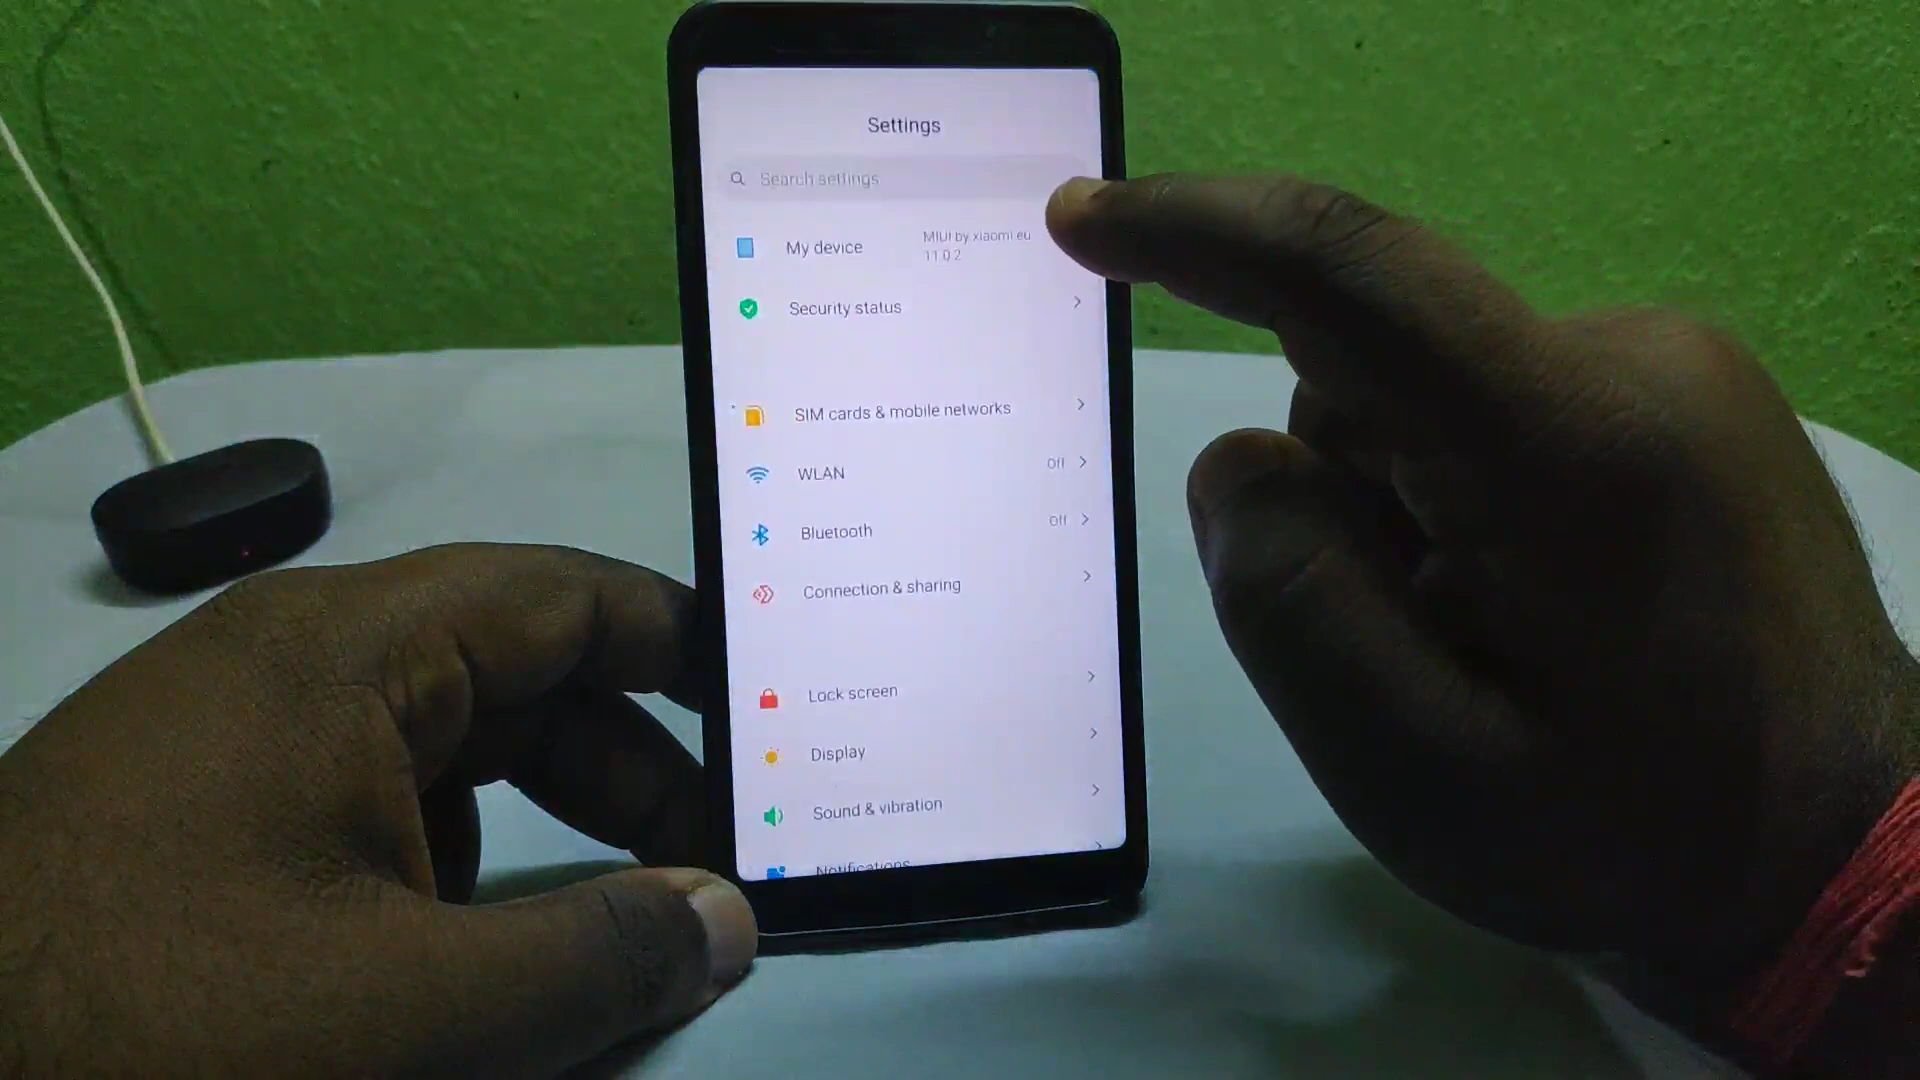 Settings
Search settings
My device
MIUI by xiaomi eu
11.0.2
Security status
SIM cards & mobile networks
WLAN
Off
Bluetooth
Off
Connection & sharing
Lock screen
Display
Sound & vibration
Notifications